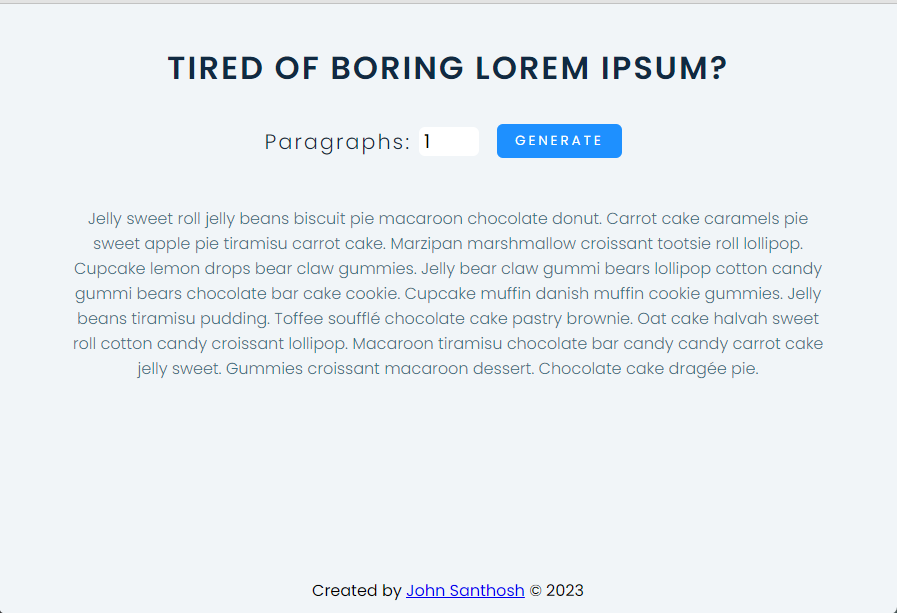 TIRED OF BORING LOREM IPSUM?
Paragraphs: 1 GENERATE
Jelly sweet roll jelly beans biscuit pie macaroon chocolate donut. Carrot cake caramels pie
sweet apple pie tiramisu carrot cake. Marzipan marshmallow croissant tootsie roll lollipop.
Cupcake lemon drops bear claw gummies. Jelly bear claw gummi bears lollipop cotton candy
gummi bears chocolate bar cake cookie. Cupcake muffin danish muffin cookie gummies. Jelly
beans tiramisu pudding. Toffee soufflé chocolate cake pastry brownie. Oat cake halvah sweet
roll cotton candy croissant lollipop. Macaroon tiramisu chocolate bar candy candy carrot cake
jelly sweet. Gummies croissant macaroon dessert. Chocolate cake dragée pie.
Created by John Santhosh © 2023